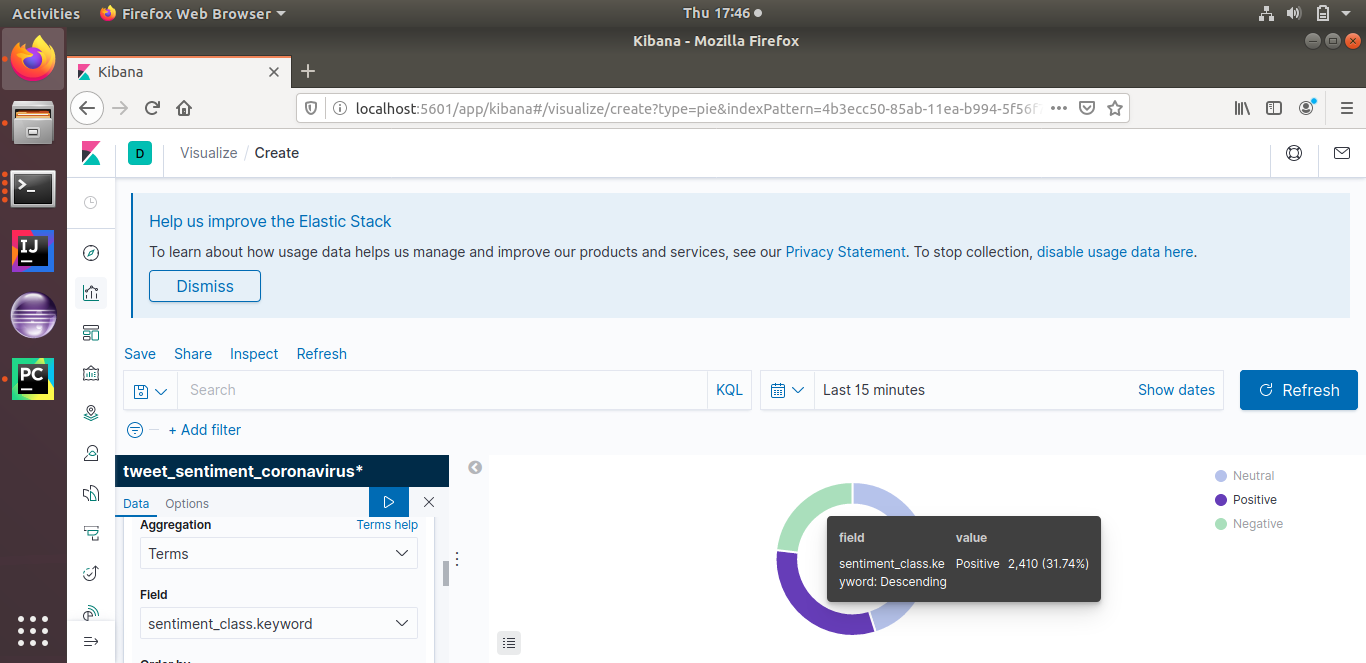 Activities Firefox Web Browser Thu 17:46
Kibana - Mozilla Firefox
Kibana
localhost:5601/app/kibana#/visualize/create?type=pie&indexPattern=4b3ecc50-85ab-11ea-b994-5f56f
D Visualize / Create
Help us improve the Elastic Stack
To learn about how usage data helps us manage and improve our products and services, see our Privacy Statement. To stop collection, disable usage data here.
Dismiss
Save Share Inspect Refresh
Search KQL Last 15 minutes Show dates Refresh
+ Add filter
tweet_sentiment_coronavirus*
Data Options
Aggregation Terms help
Terms
Field
sentiment_class.keyword
Order by
Neutral
Positive
Negative
field value
sentiment_class.ke Positive 2,410 (31.74%)
yword: Descending
IJ
PC